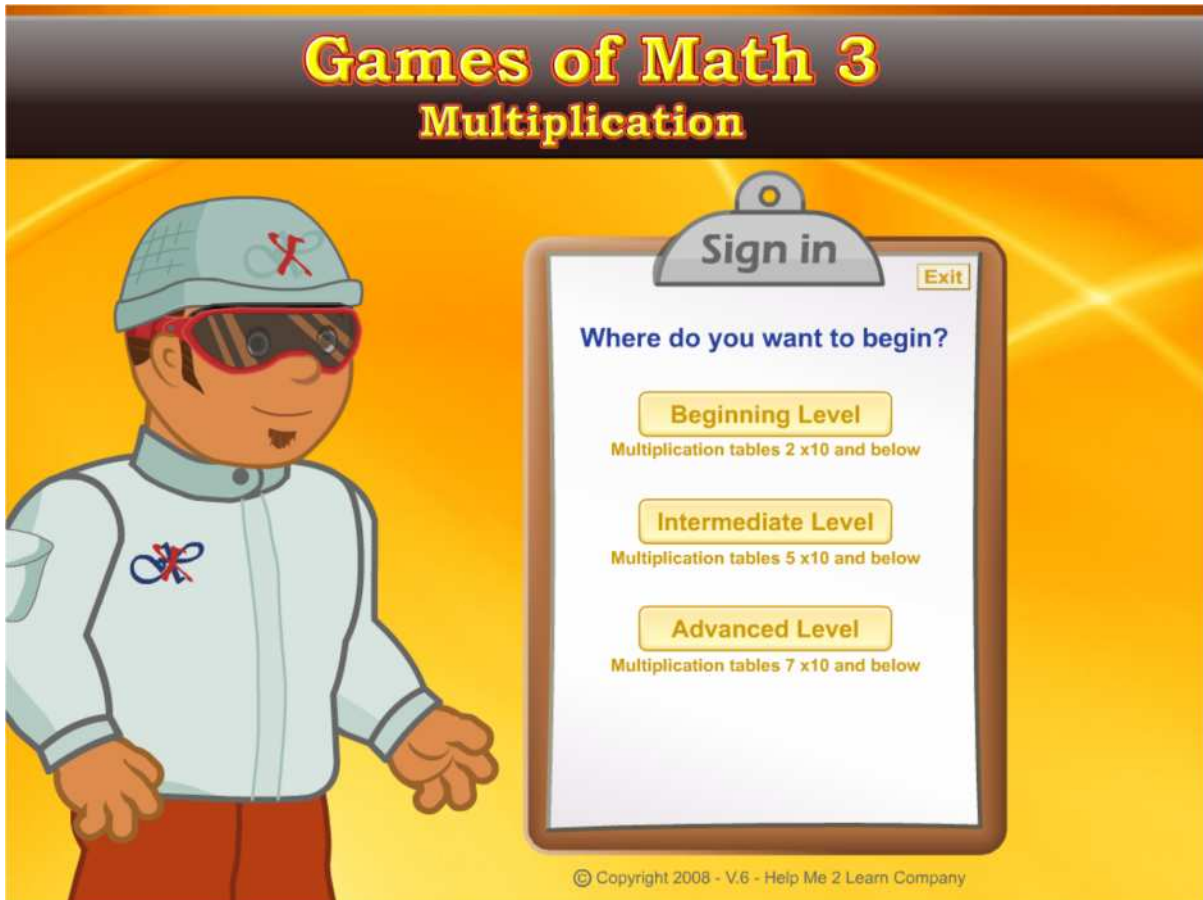 Games of Math 3
Multiplication
Sign in
Exit
Where do you want to begin?
Beginning Level
Multiplication tables 2 x10 and below
Intermediate Level
Multiplication tables 5 x10 and below
Advanced Level
Multiplication tables 7 x10 and below
© Copyright 2008 - V.6 - Help Me 2 Learn Company